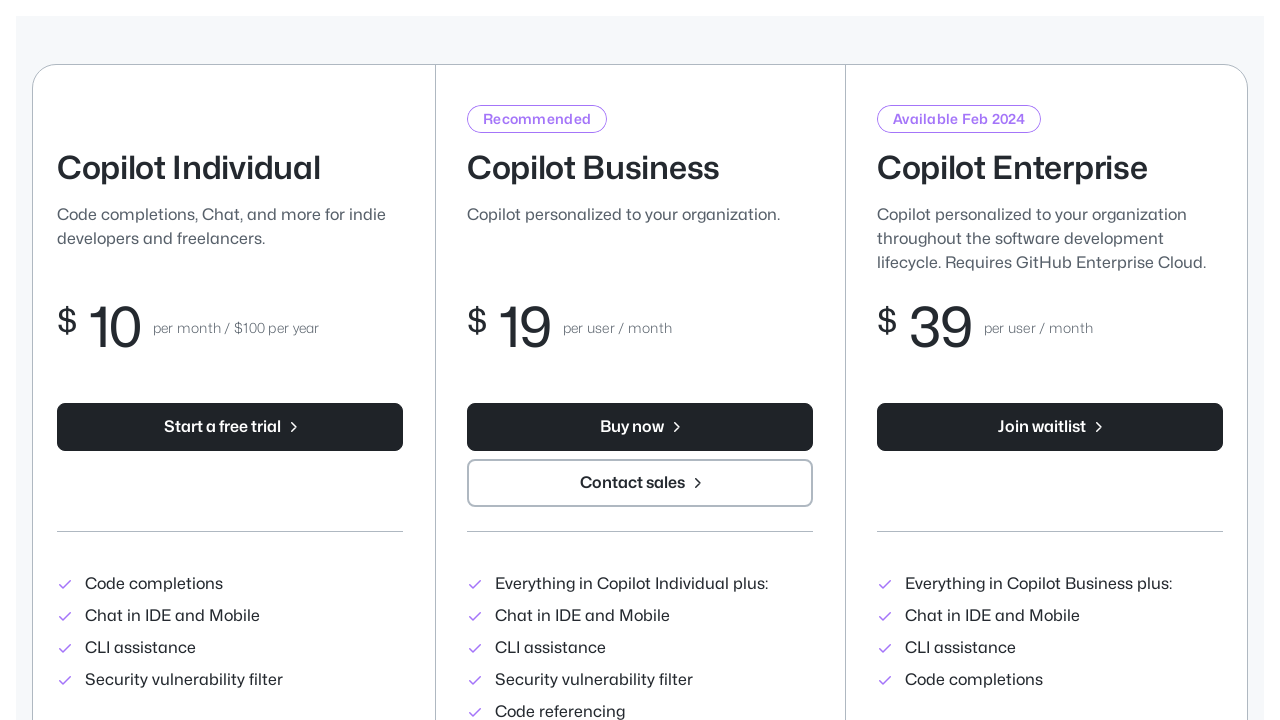 Copilot Individual
Code completions, Chat, and more for indie
developers and freelancers.
$ 10 per month / $100 per year
Start a free trial
Code completions
Chat in IDE and Mobile
CLI assistance
Security vulnerability filter
Recommended
Copilot Business
Copilot personalized to your organization.
$ 19 per user / month
Buy now
Contact sales
Everything in Copilot Individual plus:
Chat in IDE and Mobile
CLI assistance
Security vulnerability filter
Code referencing
Available Feb 2024
Copilot Enterprise
Copilot personalized to your organization
throughout the software development
lifecycle. Requires GitHub Enterprise Cloud.
$ 39 per user / month
Join waitlist
Everything in Copilot Business plus:
Chat in IDE and Mobile
CLI assistance
Code completions